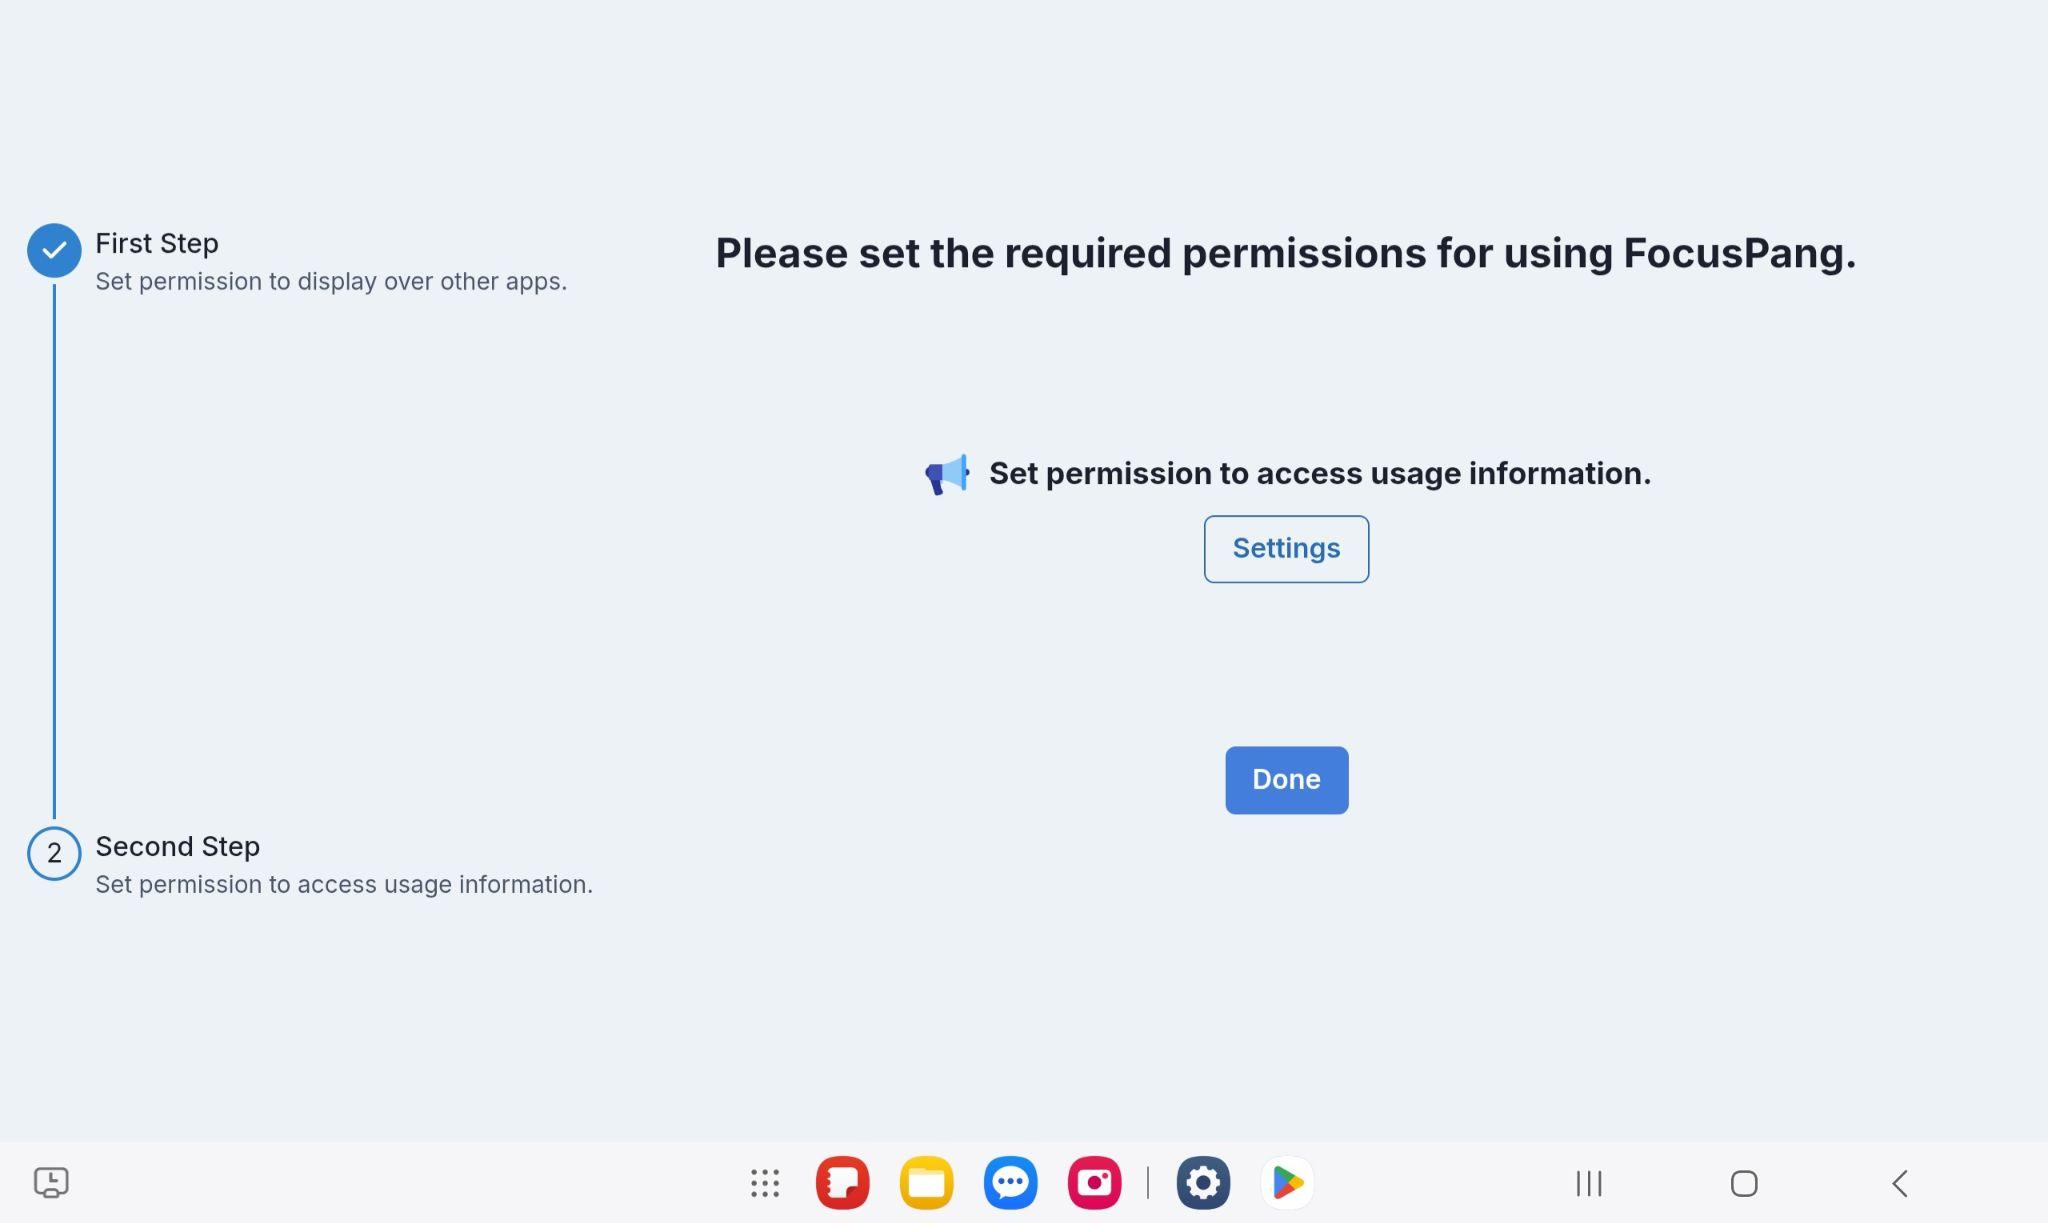 First Step
Set permission to display over other apps.
Please set the required permissions for using FocusPang.
Set permission to access usage information.
Settings
Done
2
Second Step
Set permission to access usage information.